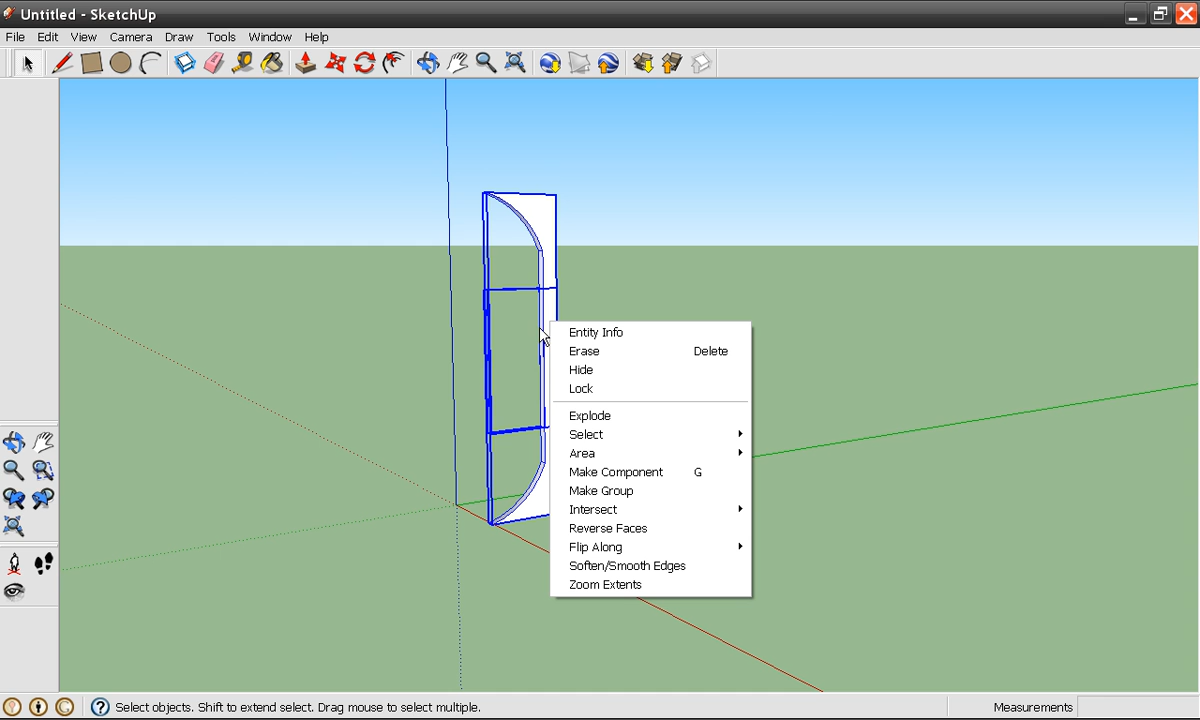 Untitled - SketchUp
File Edit View Camera Draw Tools Window Help
Entity Info
Erase Delete
Hide
Lock
Explode
Select
Area
Make Component G
Make Group
Intersect
Reverse Faces
Flip Along
Soften/Smooth Edges
Zoom Extents
Select objects. Shift to extend select. Drag mouse to select multiple. Measurements